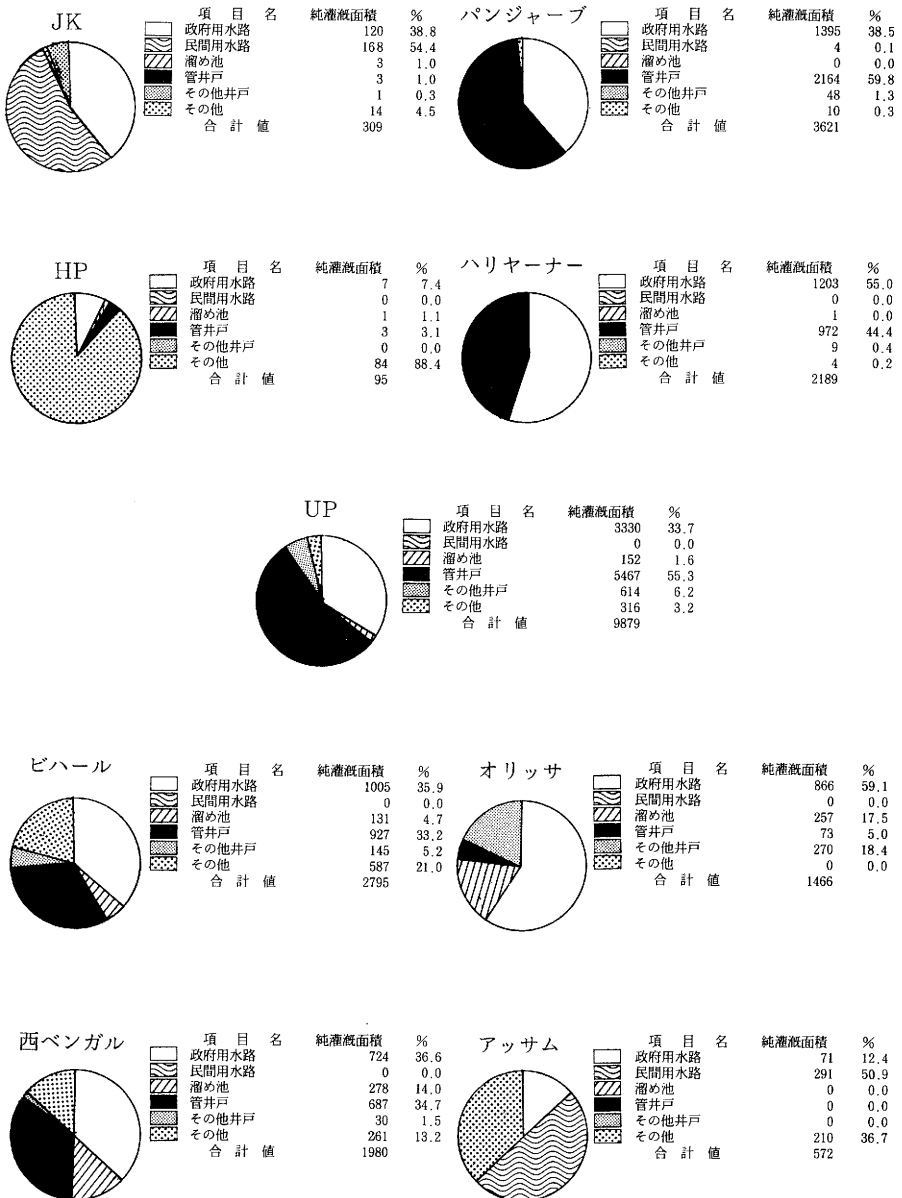 JK
項 目 名 純灌漑面積 %
政府用水路 120 38.8
民間用水路 168 54.4
溜め池 3 1.0
管井戸 3 1.0
その他井戸 1 0.3
その他 14 4.5
合 計 値 309
パンジャーブ
項 目 名 純灌漑面積 %
政府用水路 1395 38.5
民間用水路 4 0.1
溜め池 0 0.0
管井戸 2164 59.8
その他井戸 48 1.3
その他 10 0.3
合 計 値 3621
HP
項 目 名 純灌漑面積 %
政府用水路 7 7.4
民間用水路 0 0.0
溜め池 1 1.1
管井戸 3 3.1
その他井戸 0 0.0
その他 84 88.4
合 計 値 95
ハリヤーナー
項 目 名 純灌漑面積 %
政府用水路 1203 55.0
民間用水路 0 0.0
溜め池 1 0.0
管井戸 972 44.4
その他井戸 9 0.4
その他 4 0.2
合 計 値 2189
UP
項 目 名 純灌漑面積 %
政府用水路 3330 33.7
民間用水路 0 0.0
溜め池 152 1.6
管井戸 5467 55.3
その他井戸 614 6.2
その他 316 3.2
合 計 値 9879
ビハール
項 目 名 純灌漑面積 %
政府用水路 1005 35.9
民間用水路 0 0.0
溜め池 131 4.7
管井戸 927 33.2
その他井戸 145 5.2
その他 587 21.0
合 計 値 2795
オリッサ
項 目 名 純灌漑面積 %
政府用水路 866 59.1
民間用水路 0 0.0
溜め池 257 17.5
管井戸 73 5.0
その他井戸 270 18.4
その他 0 0.0
合 計 値 1466
西ベンガル
項 目 名 純灌漑面積 %
政府用水路 724 36.6
民間用水路 0 0.0
溜め池 278 14.0
管井戸 687 34.7
その他井戸 30 1.5
その他 261 13.2
合 計 値 1980
アッサム
項 目 名 純灌漑面積 %
政府用水路 71 12.4
民間用水路 291 50.9
溜め池 0 0.0
管井戸 0 0.0
その他井戸 0 0.0
その他 210 36.7
合 計 値 572